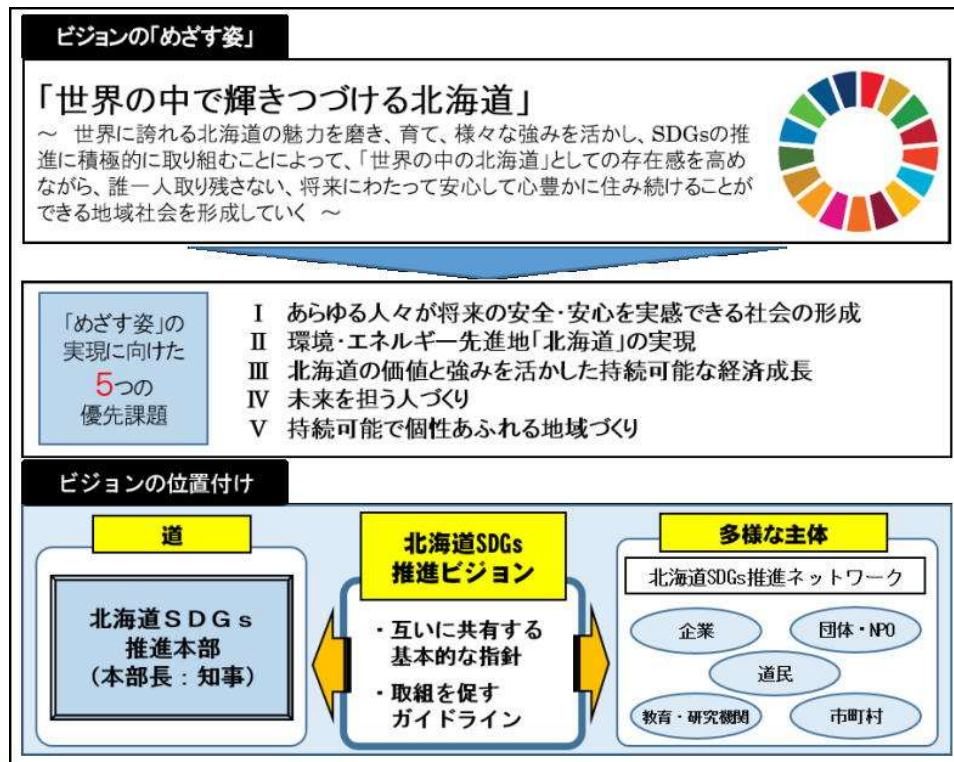 ビジョンの「めざす姿」
「世界の中で輝きつづける北海道」
～　世界に誇れる北海道の魅力を磨き、育て、様々な強みを活かし、SDGsの推
進に積極的に取り組むことによって、「世界の中の北海道」としての存在感を高め
ながら、誰一人取り残さない、将来にわたって安心して心豊かに住み続けることが
できる地域社会を形成していく　～
「めざす姿」の
実現に向けた
5つの
優先課題
Ⅰ　あらゆる人々が将来の安全・安心を実感できる社会の形成
Ⅱ　環境・エネルギー先進地「北海道」の実現
Ⅲ　北海道の価値と強みを活かした持続可能な経済成長
Ⅳ　未来を担う人づくり
Ⅴ　持続可能で個性あふれる地域づくり
ビジョンの位置付け
道
北海道ＳＤＧｓ
推進本部
（本部長：知事）
北海道SDGs
推進ビジョン
・互いに共有する
基本的な指針
・取組を促す
ガイドライン
多様な主体
北海道SDGs推進ネットワーク
企業
団体・NPO
道民
教育・研究機関
市町村